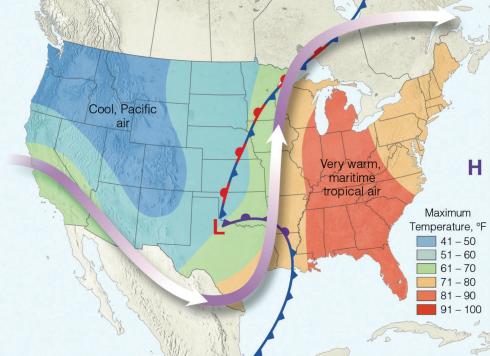 Cool, Pacific
air
Very warm,
maritime
tropical air
H
L
Maximum
Temperature, °F
41 – 50
51 – 60
61 – 70
71 – 80
81 – 90
91 – 100